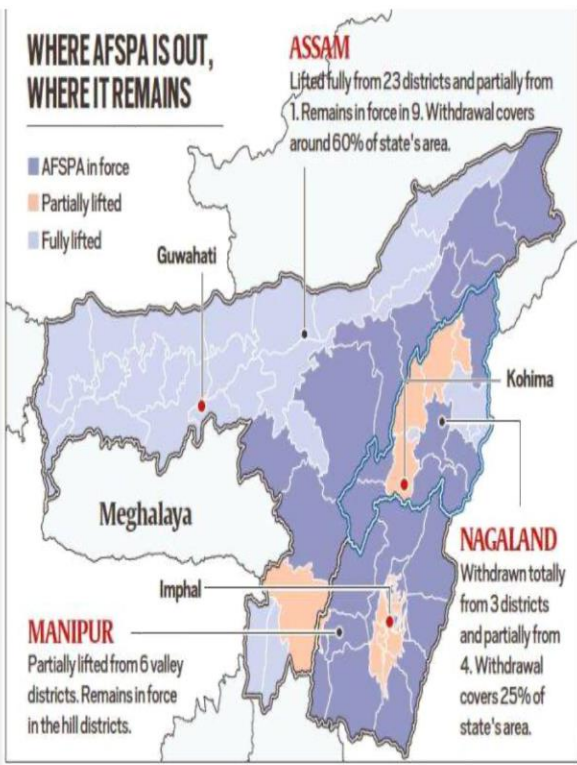 WHERE AFSPA IS OUT,
WHERE IT REMAINS
AFSPA in force
Partially lifted
Fully lifted
ASSAM
Lifted fully from 23 districts and partially from
1. Remains in force in 9. Withdrawal covers
around 60% of state's area.
Guwahati
Kohima
Meghalaya
Imphal
MANIPUR
Partially lifted from 6 valley
districts. Remains in force
in the hill districts.
NAGALAND
Withdrawn totally
from 3 districts
and partially from
4. Withdrawal
covers 25% of
state's area.